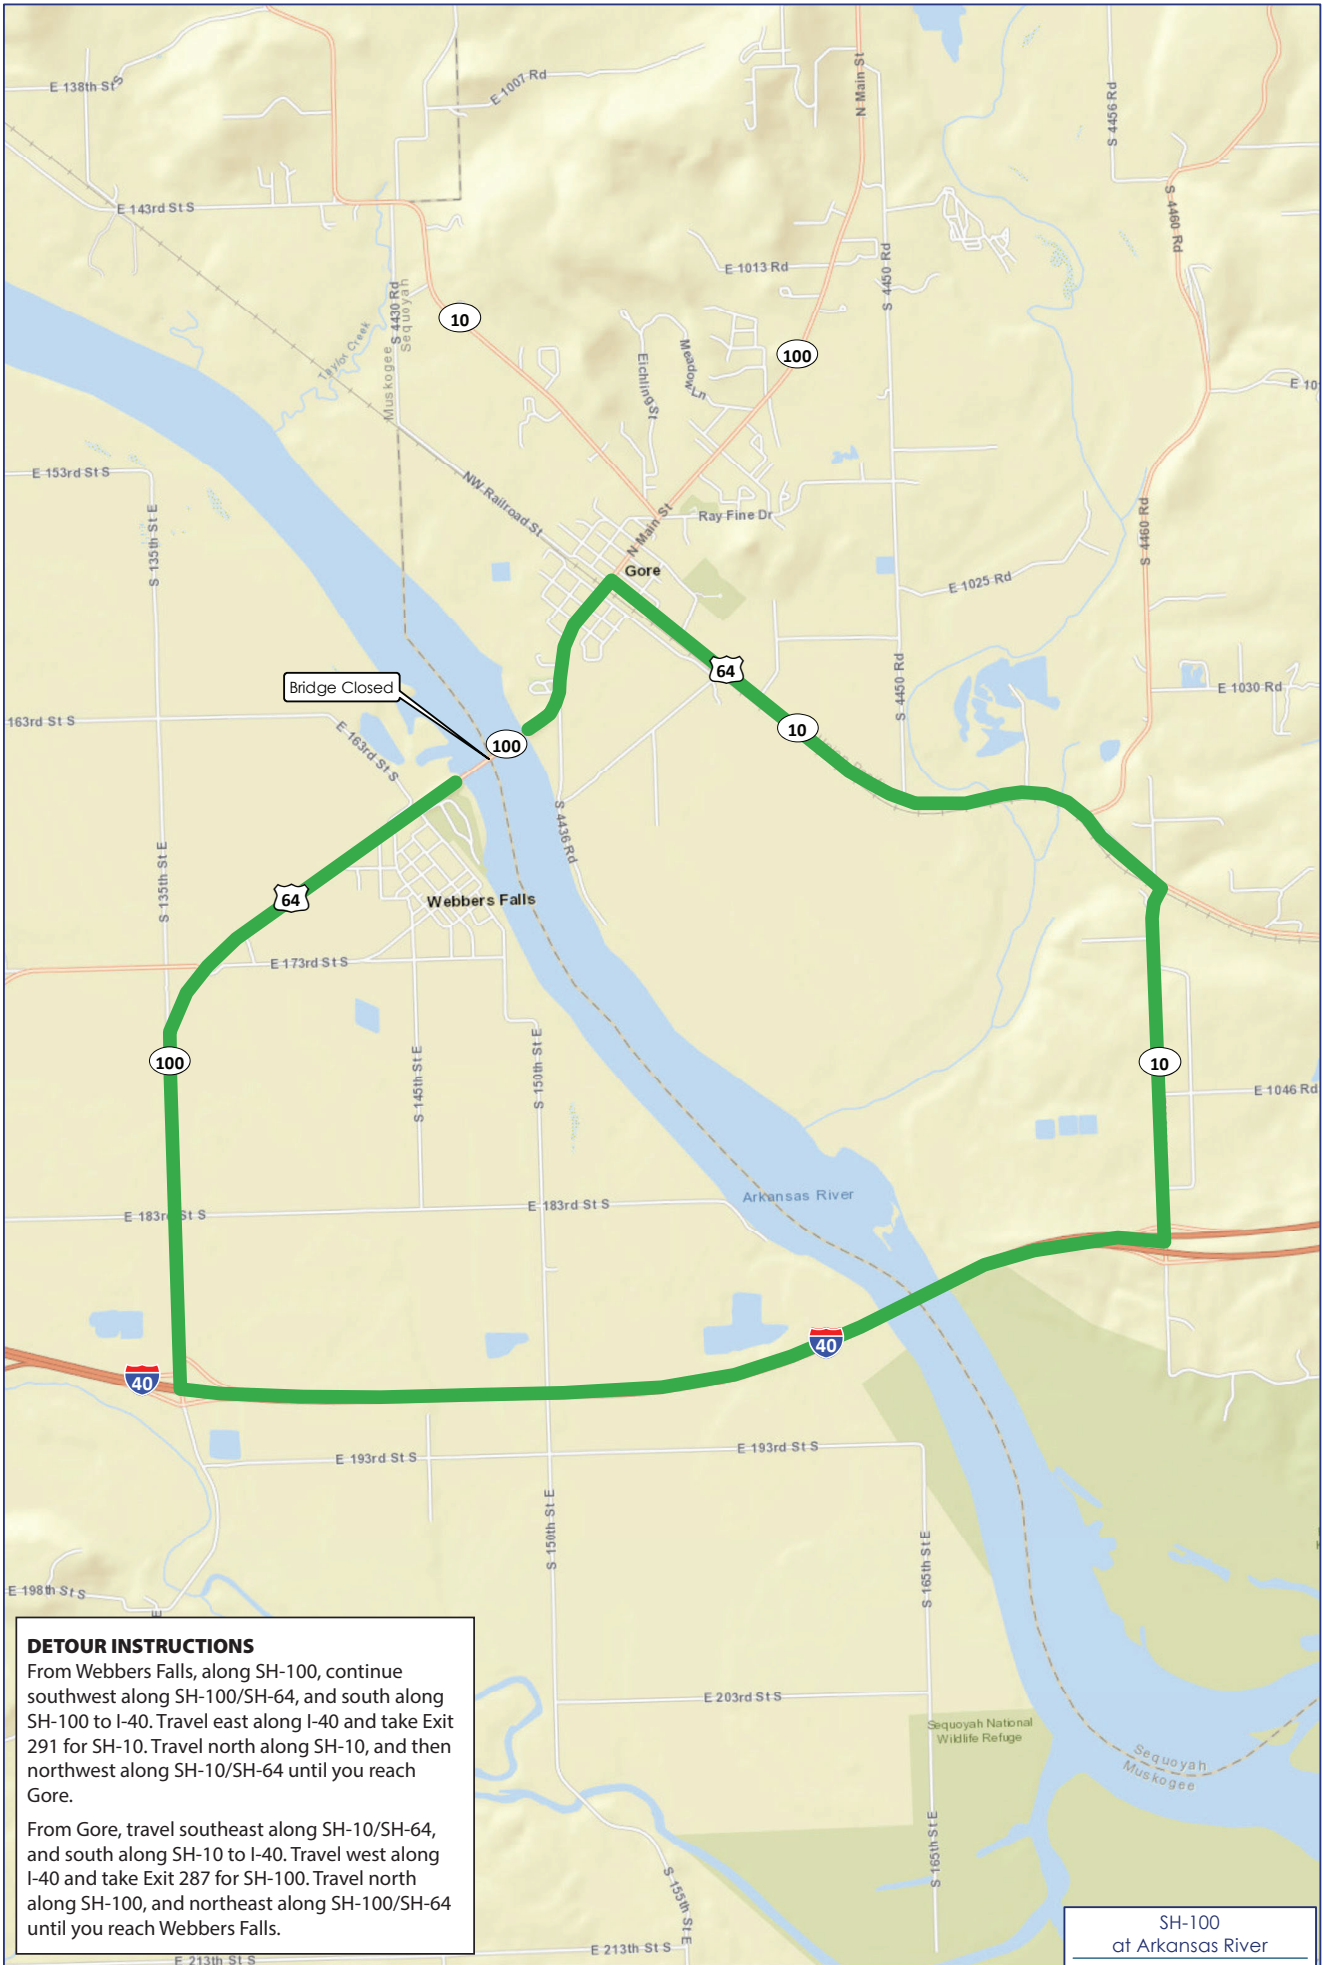 E 138th St S
E 1007 Rd
N Main St
S 4456 Rd
E 143rd St S
S 4460 Rd
E 1013 Rd
S 4450 Rd
S 4430 Rd
Sequoyah
10
Taylor Creek
Muskogee
Eichling St
Meadow Ln
100
E 10
E 153rd St S
NW Railroad St
S 135th St E
N Main St
Ray Fine Dr
Gore
S 4460 Rd
E 1025 Rd
64
S 4450 Rd
Bridge Closed
E 1030 Rd
163rd St S
E 163rd St S
100
10
S 4436 Rd
S 135th St E
64
Webbers Falls
E 173rd St S
100
S 145th St E
S 150th St E
10
E 1046 Rd
Arkansas River
E 183rd St S
E 183rd St S
40
40
E 193rd St S
E 193rd St S
S 150th St E
S 165th St E
E 198th St S
E
DETOUR INSTRUCTIONS
From Webbers Falls, along SH-100, continue
southwest along SH-100/SH-64, and south along
SH-100 to I-40. Travel east along I-40 and take Exit
291 for SH-10. Travel north along SH-10, and then
northwest along SH-10/SH-64 until you reach
Gore.
From Gore, travel southeast along SH-10/SH-64,
and south along SH-10 to I-40. Travel west along
I-40 and take Exit 287 for SH-100. Travel north
along SH-100, and northeast along SH-100/SH-64
until you reach Webbers Falls.
E 203rd St S
Sequoyah National
Wildlife Refuge
Sequoyah
Muskogee
S 165th St E
S 155th St E
E 213th St S
E 213th St S
SH-100
at Arkansas River